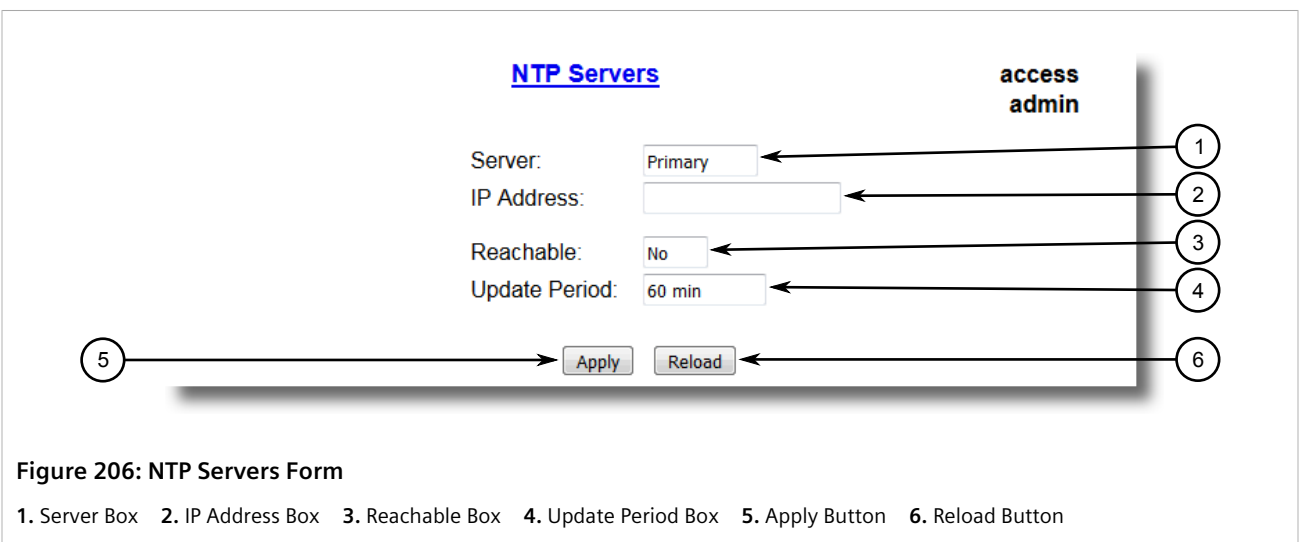 NTP Servers
access
admin
Server: Primary 1
IP Address: 2
Reachable: No 3
Update Period: 60 min 4
5 Apply Reload 6
Figure 206: NTP Servers Form
1. Server Box 2. IP Address Box 3. Reachable Box 4. Update Period Box 5. Apply Button 6. Reload Button